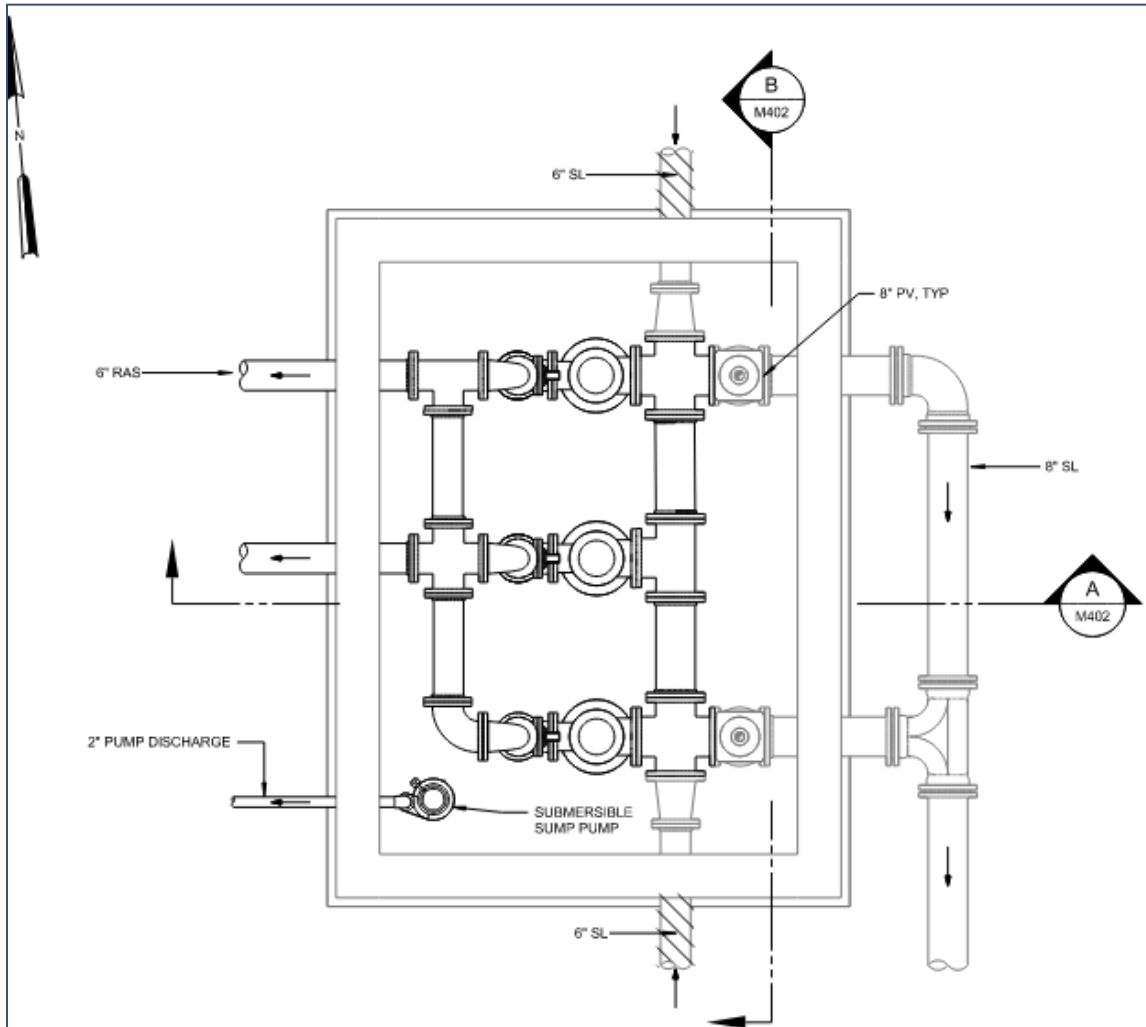 B
M402
N
6" SL
8" PV, TYP
6" RAS
8" SL
A
M402
2" PUMP DISCHARGE
SUBMERSIBLE
SUMP PUMP
6" SL